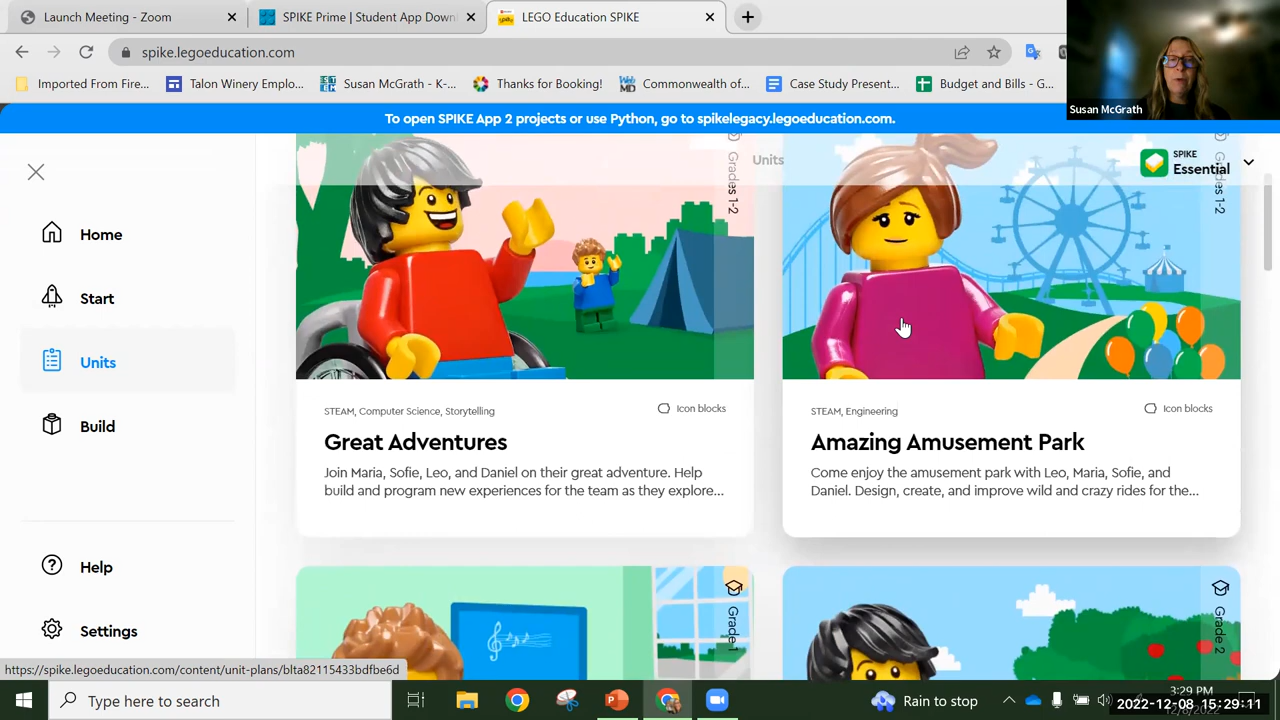 Launch Meeting - Zoom
SPIKE Prime | Student App Down
LEGO Education SPIKE
spike.legoeducation.com
Imported From Fire...
Talon Winery Emplo...
Susan McGrath - K-...
Thanks for Booking!
Commonwealth of...
Case Study Present...
Budget and Bills - G...
Susan McGrath
To open SPIKE App 2 projects or use Python, go to spikelegacy.legoeducation.com.
Units
SPIKE
Essential
Home
Start
Units
Build
Help
Settings
Grades 1-2
Grades 1-2
STEAM, Computer Science, Storytelling
Icon blocks
Great Adventures
Join Maria, Sofie, Leo, and Daniel on their great adventure. Help
build and program new experiences for the team as they explore...
STEAM, Engineering
Icon blocks
Amazing Amusement Park
Come enjoy the amusement park with Leo, Maria, Sofie, and
Daniel. Design, create, and improve wild and crazy rides for the...
Grade 1
Grade 2
https://spike.legoeducation.com/content/unit-plans/blta82115433bdfbe6d
Type here to search
Rain to stop
3:29 PM
2022-12-08 15:29:11